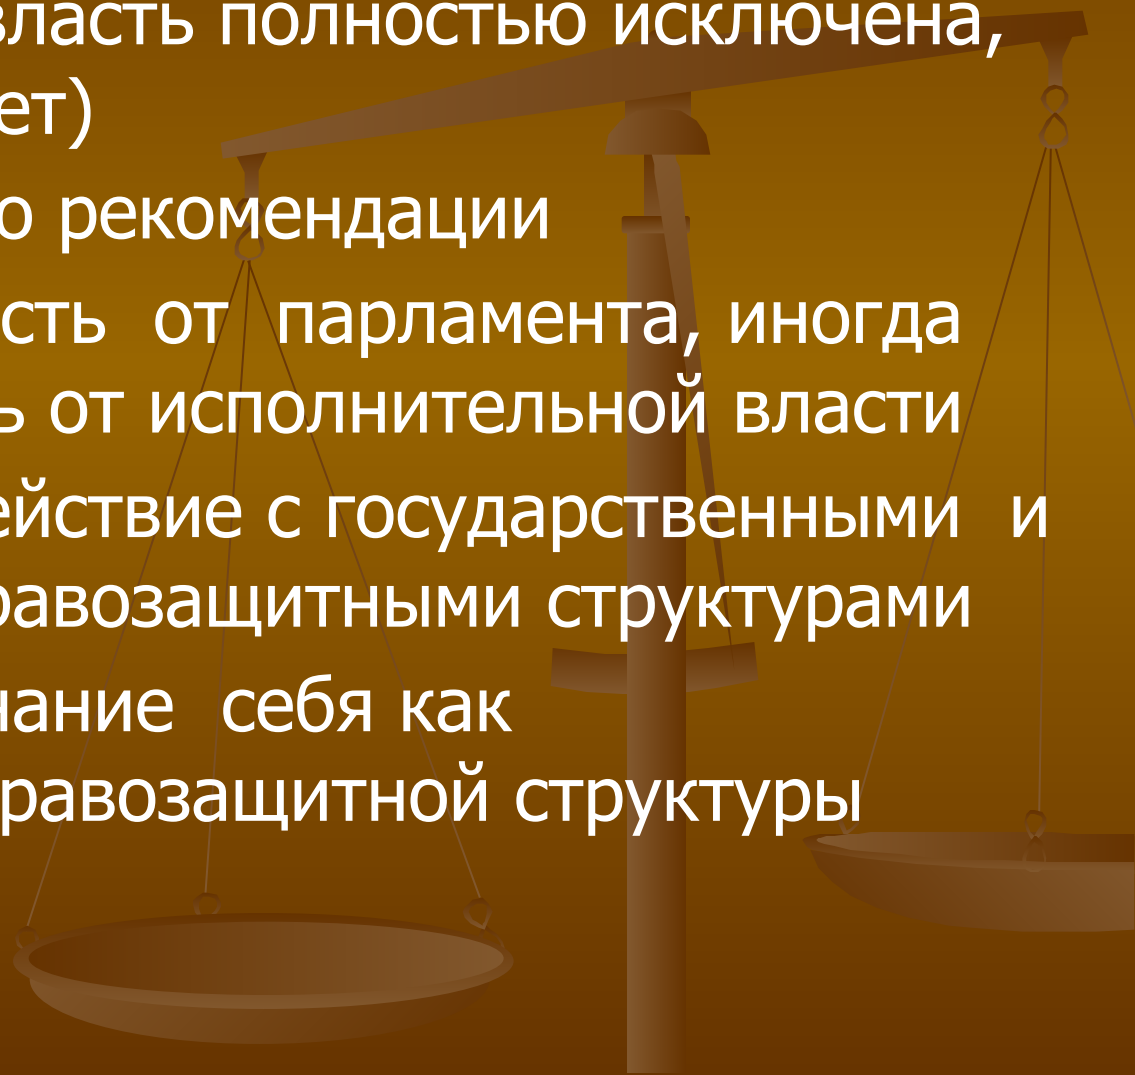 власть полностью исключена,
ет)
о рекомендации
сть от парламента, иногда
ь от исполнительной власти
ействие с государственными и
равозащитными структурами
нание себя как
равозащитной структуры